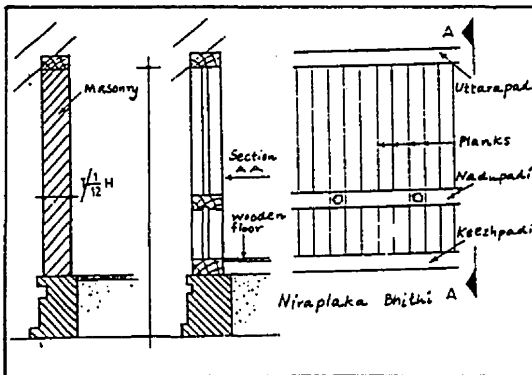 A
Masonry
Uttarapadi
Section
AA
Planks
Nadupadi
1/12 H
Wooden
floor
Keezhpadi
Niraplaka Bhithi
A